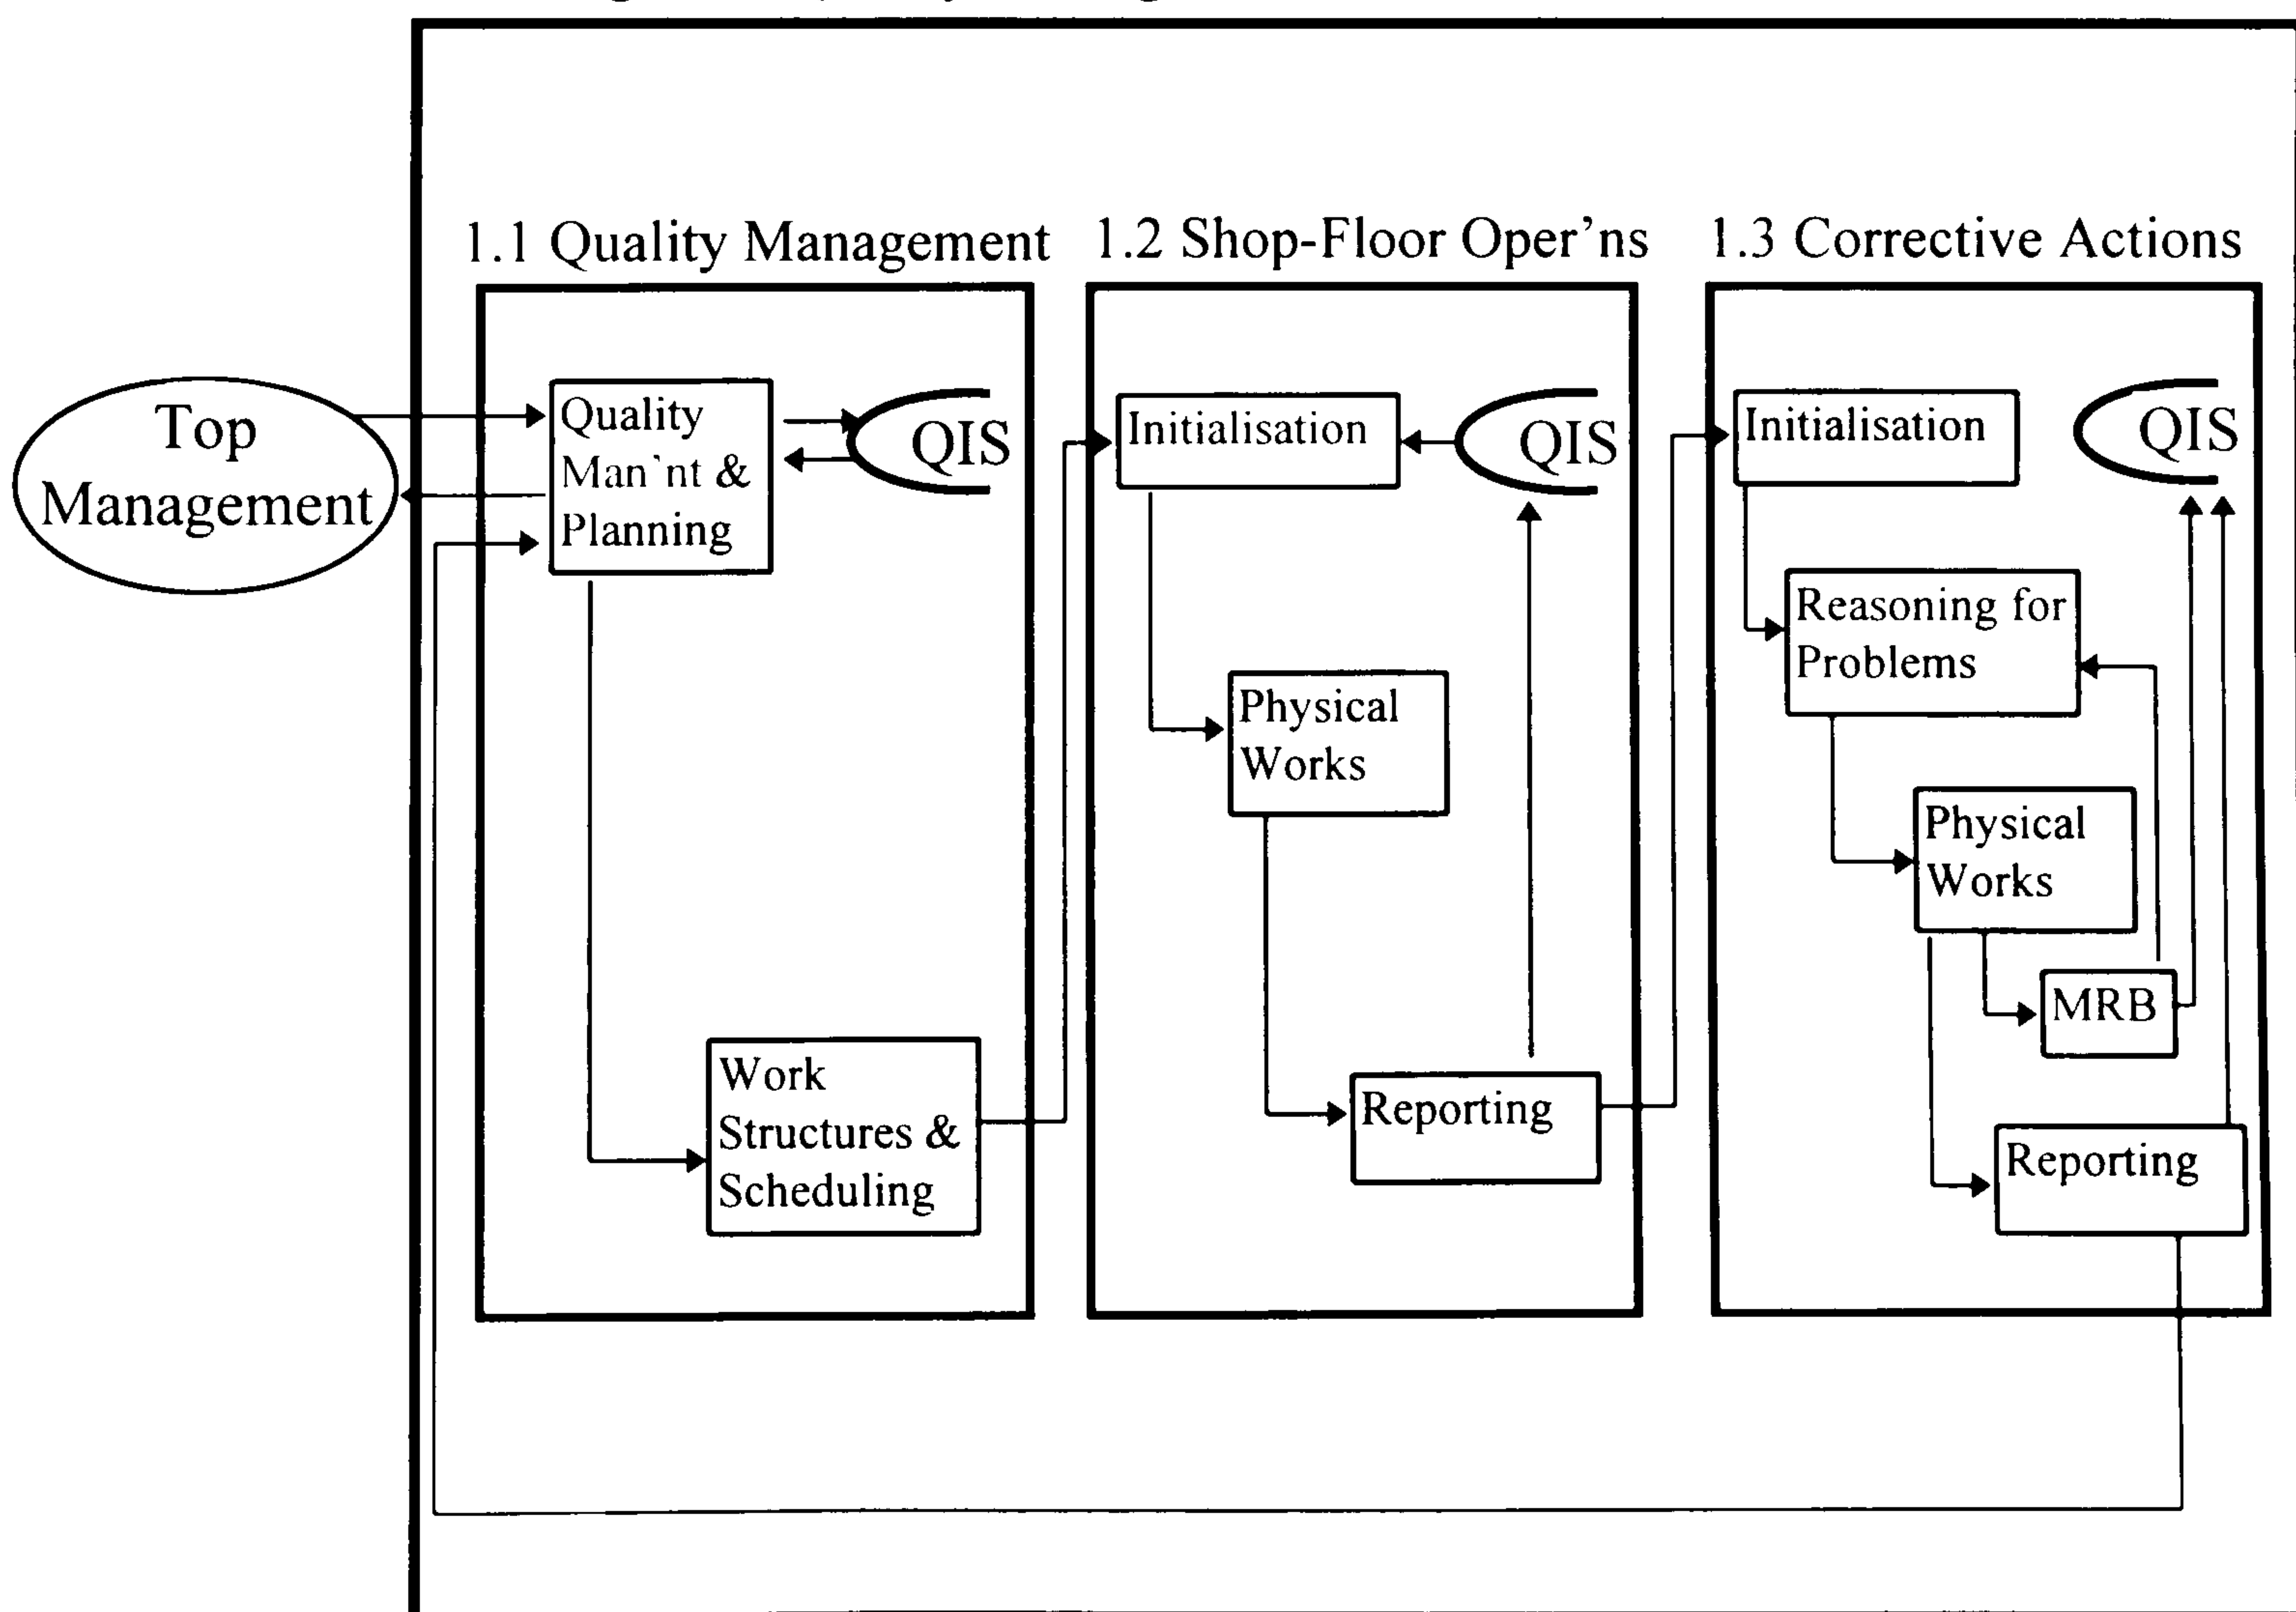 1.1 Quality Management
1.2 Shop-Floor Oper'ns
1.3 Corrective Actions
Top
Management
Quality
Man`nt &
Planning
QIS
Work
Structures &
Scheduling
Initialisation
QIS
Physical
Works
Reporting
Initialisation
QIS
Reasoning for
Problems
Physical
Works
MRB
Reporting